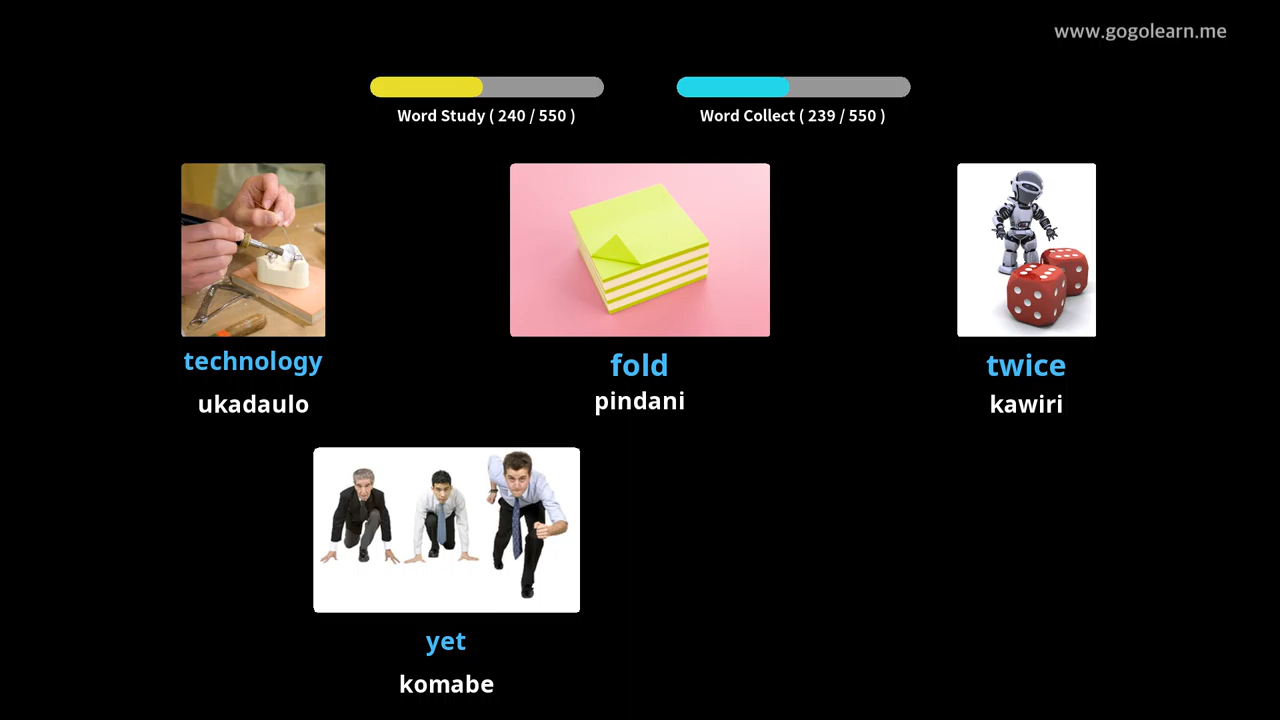 www.gogolearn.me
Word Study ( 240 / 550 )
Word Collect ( 239 / 550 )
technology
ukadaulo
fold
pindani
twice
kawiri
yet
komabe